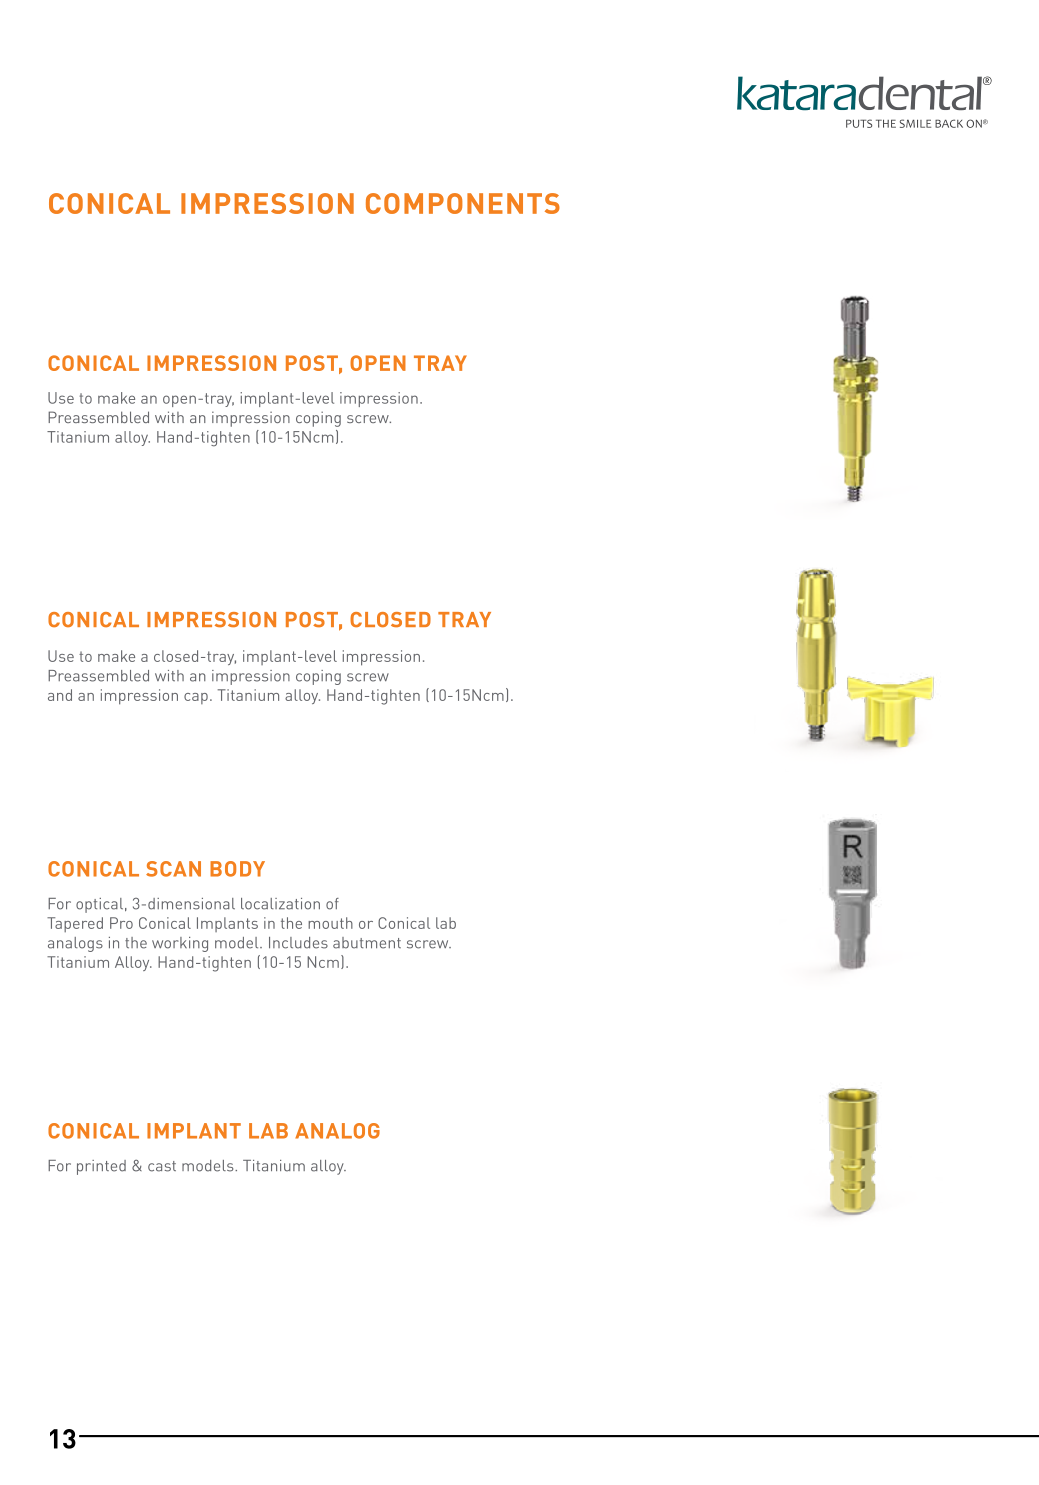 kataradental®
PUTS THE SMILE BACK ON®
CONICAL IMPRESSION COMPONENTS
CONICAL IMPRESSION POST, OPEN TRAY
Use to make an open-tray, implant-level impression.
Preassembled with an impression coping screw.
Titanium alloy. Hand-tighten (10-15Ncm).
CONICAL IMPRESSION POST, CLOSED TRAY
Use to make a closed-tray, implant-level impression.
Preassembled with an impression coping screw
and an impression cap. Titanium alloy. Hand-tighten (10-15Ncm).
R
CONICAL SCAN BODY
For optical, 3-dimensional localization of
Tapered Pro Conical Implants in the mouth or Conical lab
analogs in the working model. Includes abutment screw.
Titanium Alloy. Hand-tighten (10-15 Ncm).
CONICAL IMPLANT LAB ANALOG
For printed & cast models. Titanium alloy.
13